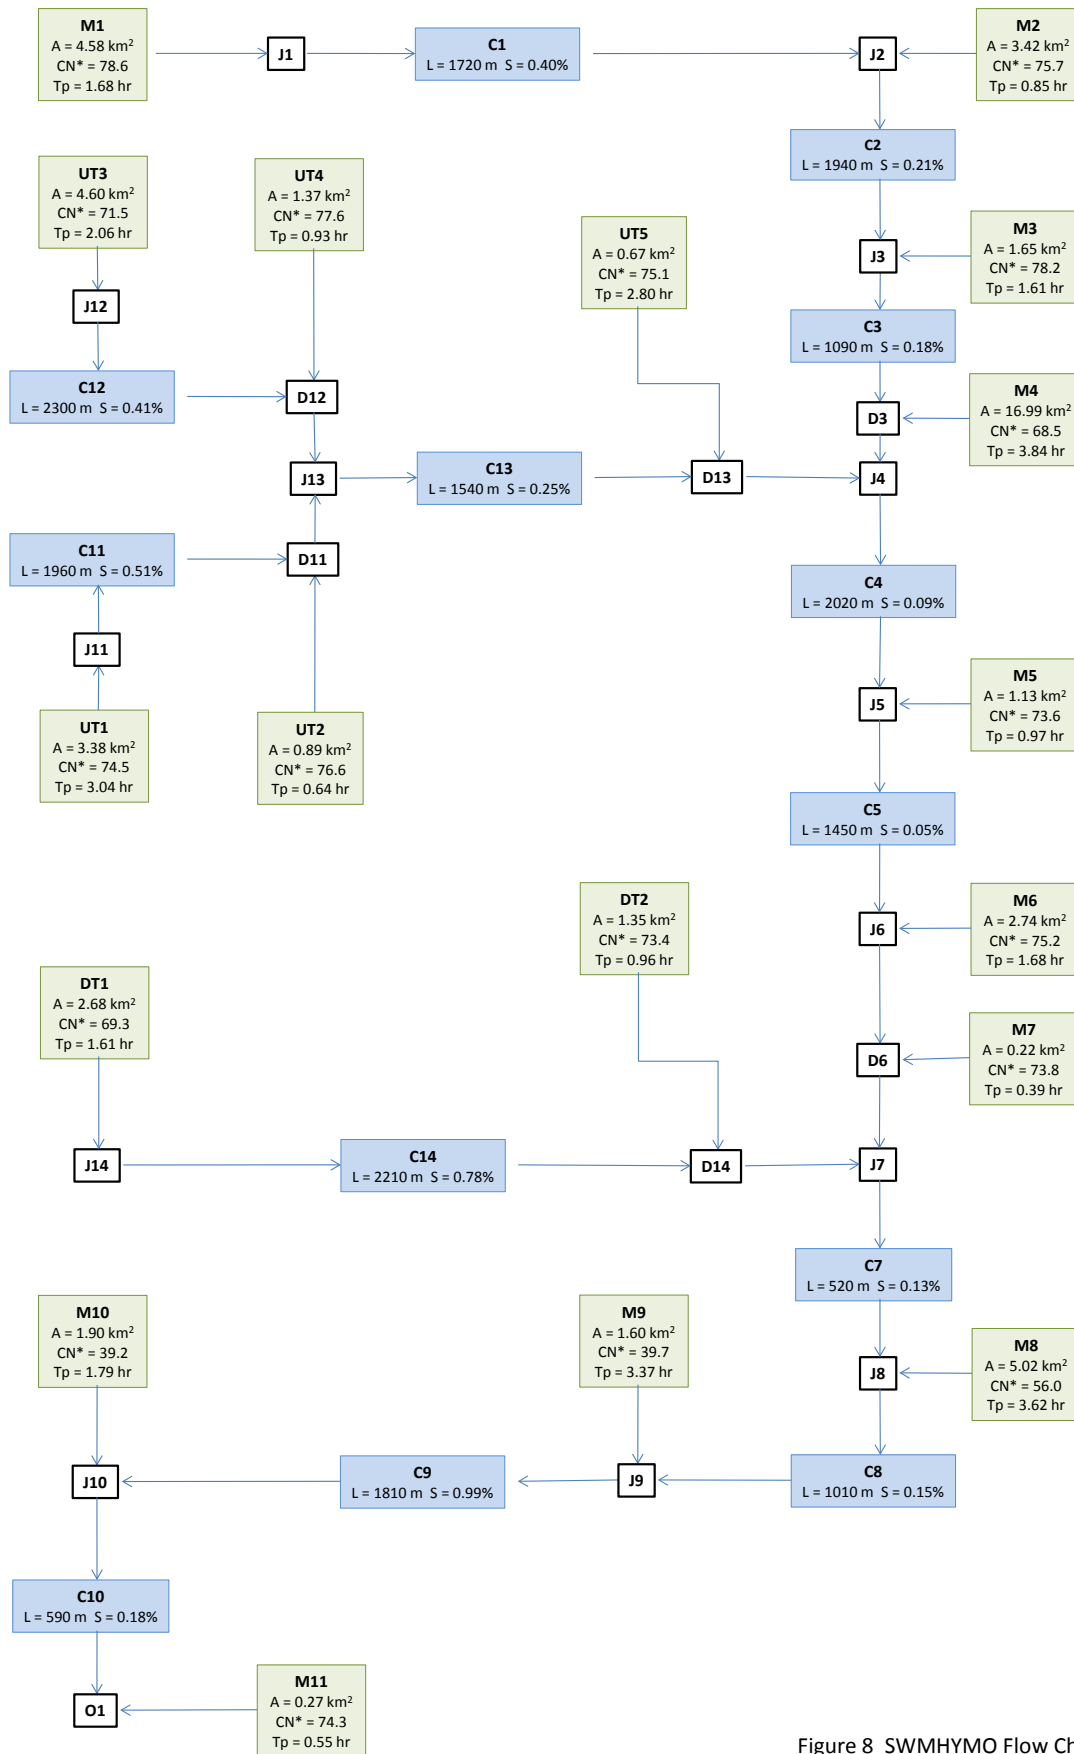 M1
A = 4.58 km²
CN* = 78.6
Tp = 1.68 hr
J1
C1
L = 1720 m S = 0.40%
J2
M2
A = 3.42 km²
CN* = 75.7
Tp = 0.85 hr
C2
L = 1940 m S = 0.21%
UT3
A = 4.60 km²
CN* = 71.5
Tp = 2.06 hr
UT4
A = 1.37 km²
CN* = 77.6
Tp = 0.93 hr
UT5
A = 0.67 km²
CN* = 75.1
Tp = 2.80 hr
J3
M3
A = 1.65 km²
CN* = 78.2
Tp = 1.61 hr
J12
C3
L = 1090 m S = 0.18%
C12
L = 2300 m S = 0.41%
D12
D3
M4
A = 16.99 km²
CN* = 68.5
Tp = 3.84 hr
J13
C13
L = 1540 m S = 0.25%
D13
J4
C11
L = 1960 m S = 0.51%
D11
C4
L = 2020 m S = 0.09%
J11
J5
M5
A = 1.13 km²
CN* = 73.6
Tp = 0.97 hr
UT1
A = 3.38 km²
CN* = 74.5
Tp = 3.04 hr
UT2
A = 0.89 km²
CN* = 76.6
Tp = 0.64 hr
C5
L = 1450 m S = 0.05%
DT2
A = 1.35 km²
CN* = 73.4
Tp = 0.96 hr
J6
M6
A = 2.74 km²
CN* = 75.2
Tp = 1.68 hr
DT1
A = 2.68 km²
CN* = 69.3
Tp = 1.61 hr
D6
M7
A = 0.22 km²
CN* = 73.8
Tp = 0.39 hr
J14
C14
L = 2210 m S = 0.78%
D14
J7
C7
L = 520 m S = 0.13%
M10
A = 1.90 km²
CN* = 39.2
Tp = 1.79 hr
M9
A = 1.60 km²
CN* = 39.7
Tp = 3.37 hr
J8
M8
A = 5.02 km²
CN* = 56.0
Tp = 3.62 hr
J10
C9
L = 1810 m S = 0.99%
J9
C8
L = 1010 m S = 0.15%
C10
L = 590 m S = 0.18%
O1
M11
A = 0.27 km²
CN* = 74.3
Tp = 0.55 hr
Figure 8 SWMHYMO Flow Ch